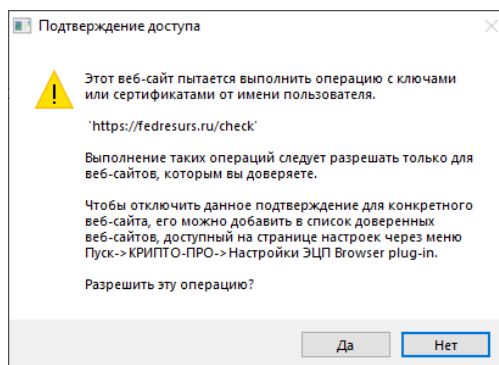 Подтверждение доступа
Этот веб-сайт пытается выполнить операцию с ключами
или сертификатами от имени пользователя.
'https://fedresurs.ru/check'
Выполнение таких операций следует разрешать только для
веб-сайтов, которым вы доверяете.
Чтобы отключить данное подтверждение для конкретного
веб-сайта, его можно добавить в список доверенных
веб-сайтов, доступный на странице настроек через меню
Пуск->КРИПТО-ПРО->Настройки ЭЦП Browser plug-in.
Разрешить эту операцию?
Да
Нет